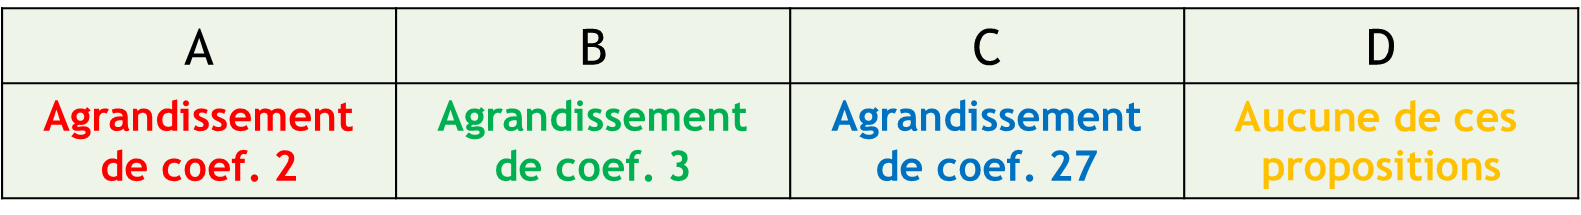 A B C D
Agrandissement Agrandissement Agrandissement Aucune de ces
de coef. 2 de coef. 3 de coef. 27 propositions